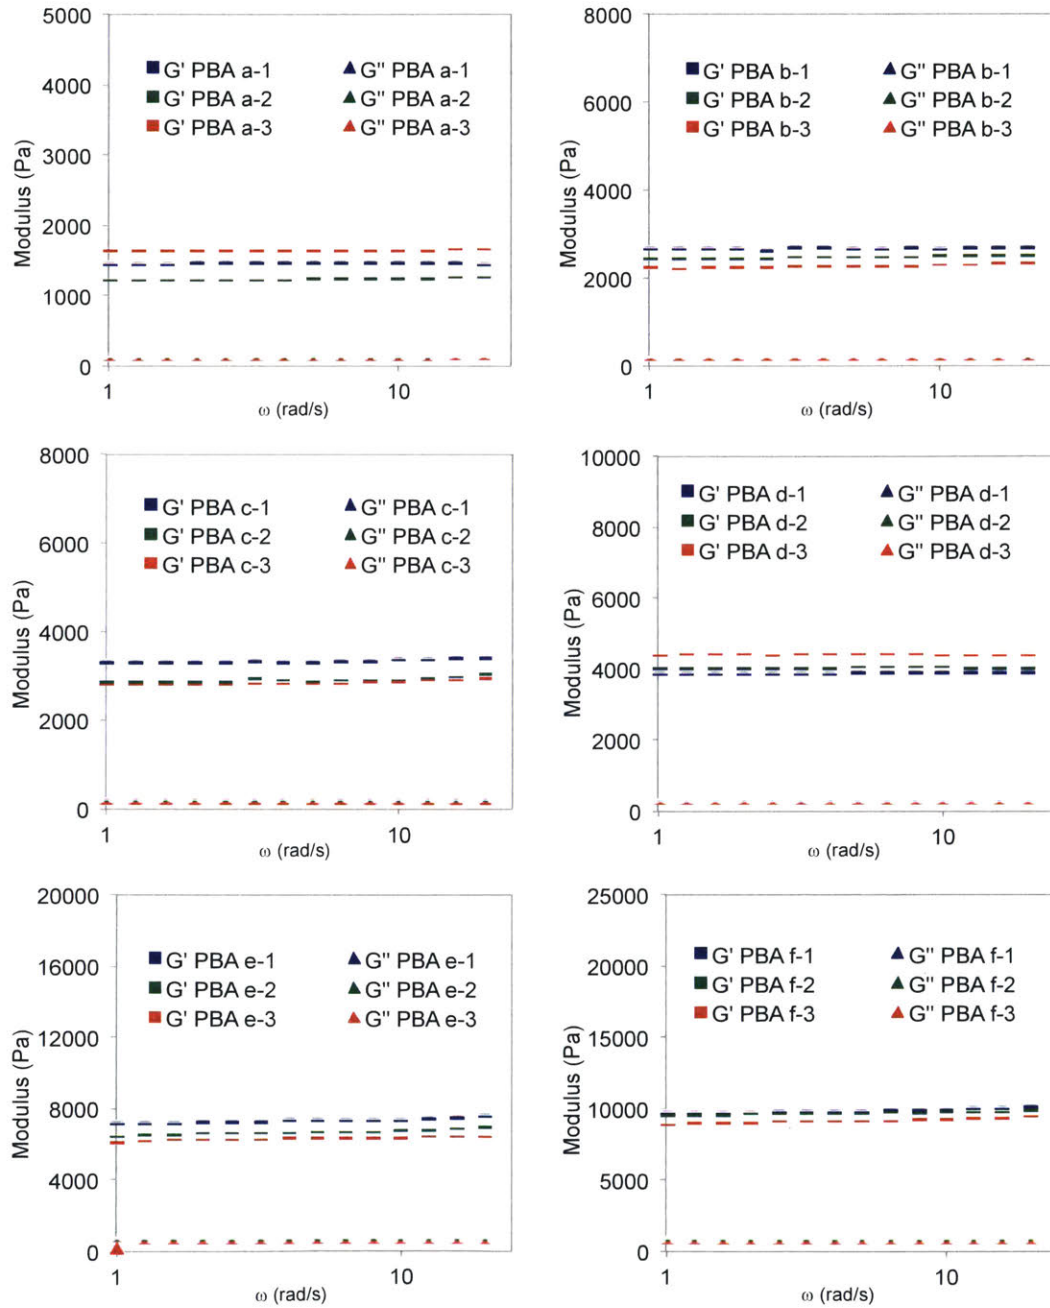 5000
4000
3000
2000
1000
0
Modulus (Pa)
G' PBA a-1
G'' PBA a-1
G' PBA a-2
G'' PBA a-2
G' PBA a-3
G'' PBA a-3
1
10
ω (rad/s)
8000
6000
4000
2000
0
Modulus (Pa)
G' PBA b-1
G'' PBA b-1
G' PBA b-2
G'' PBA b-2
G' PBA b-3
G'' PBA b-3
1
10
ω (rad/s)
8000
6000
4000
2000
0
Modulus (Pa)
G' PBA c-1
G'' PBA c-1
G' PBA c-2
G'' PBA c-2
G' PBA c-3
G'' PBA c-3
1
10
ω (rad/s)
10000
8000
6000
4000
2000
0
Modulus (Pa)
G' PBA d-1
G'' PBA d-1
G' PBA d-2
G'' PBA d-2
G' PBA d-3
G'' PBA d-3
1
10
ω (rad/s)
20000
16000
12000
8000
4000
0
Modulus (Pa)
G' PBA e-1
G'' PBA e-1
G' PBA e-2
G'' PBA e-2
G' PBA e-3
G'' PBA e-3
1
10
ω (rad/s)
25000
20000
15000
10000
5000
0
Modulus (Pa)
G' PBA f-1
G'' PBA f-1
G' PBA f-2
G'' PBA f-2
G' PBA f-3
G'' PBA f-3
1
10
ω (rad/s)